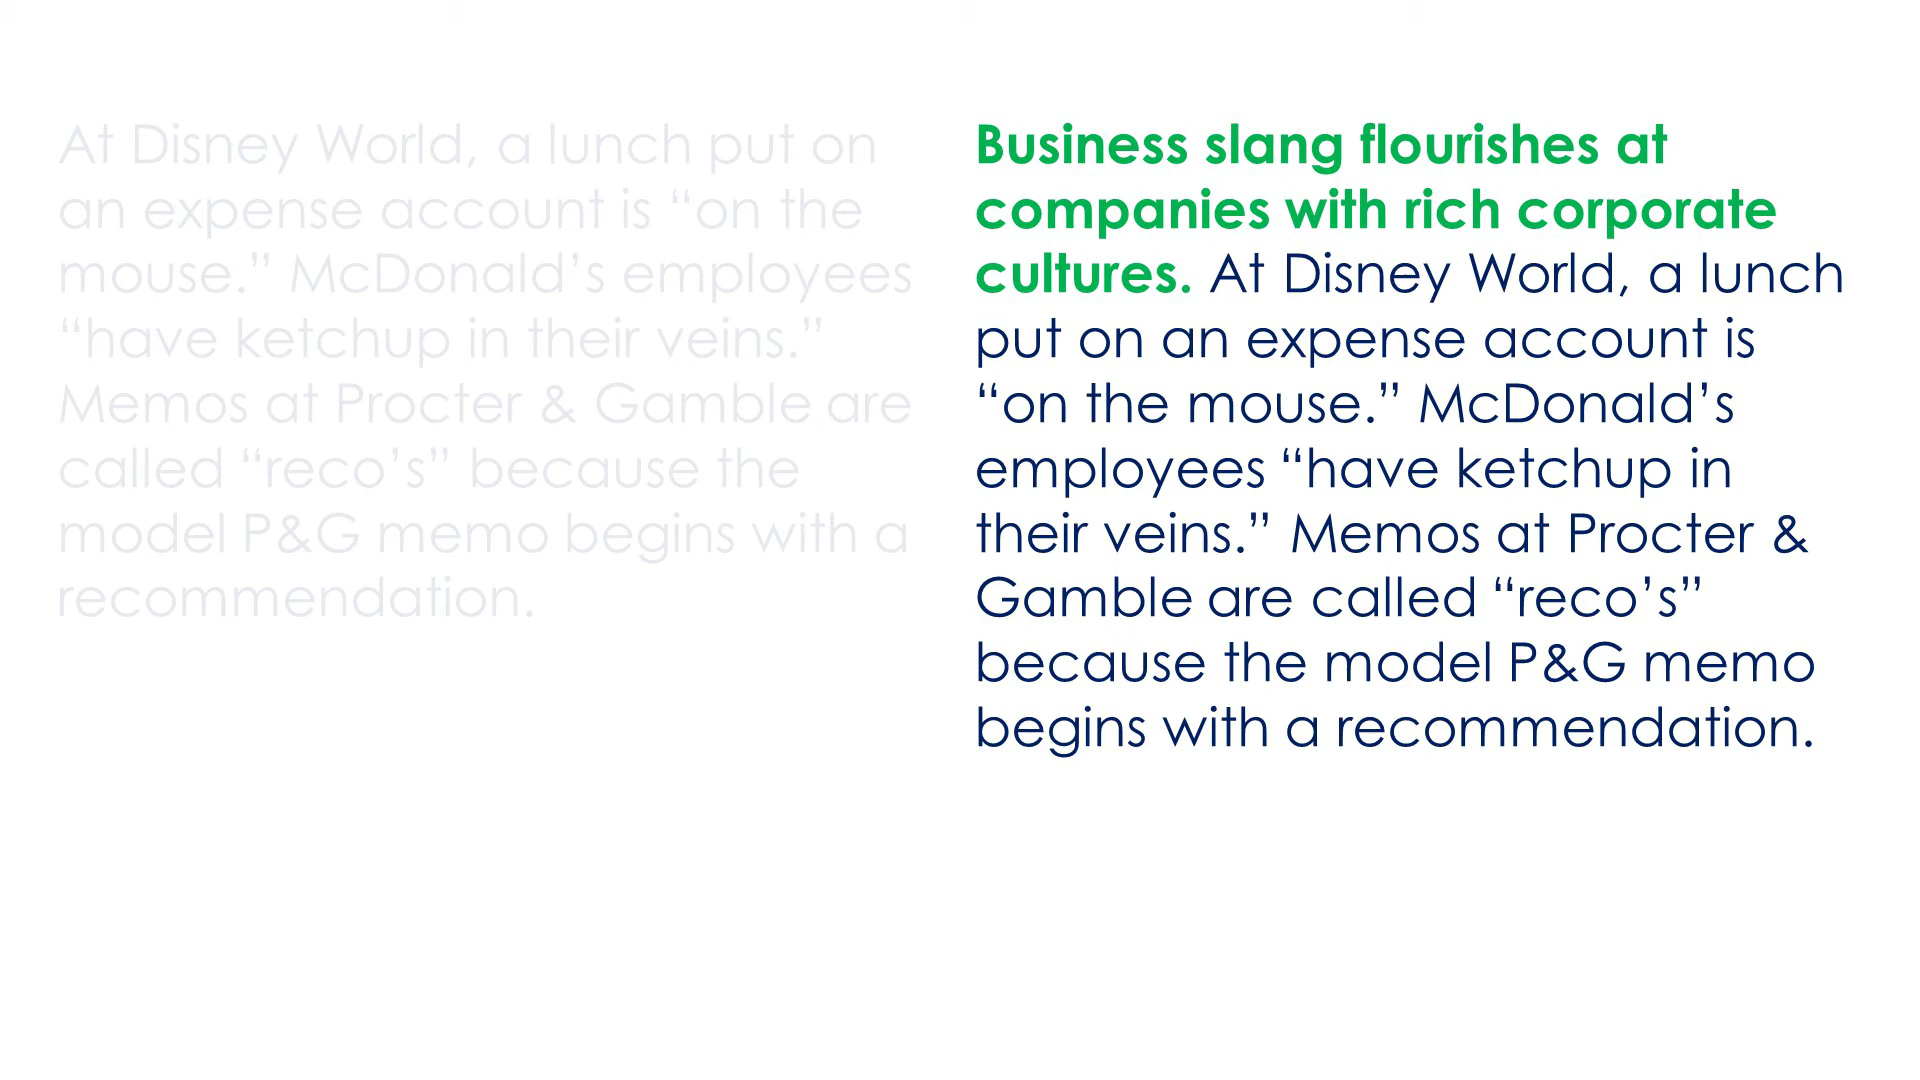 At Disney World, a lunch put on
an expense account is “on the
mouse.” McDonald’s employees
“have ketchup in their veins.”
Memos at Procter & Gamble are
called “reco’s” because the
model P&G memo begins with a
recommendation.
Business slang flourishes at
companies with rich corporate
cultures. At Disney World, a lunch
put on an expense account is
“on the mouse.” McDonald’s
employees “have ketchup in
their veins.” Memos at Procter &
Gamble are called “reco’s”
because the model P&G memo
begins with a recommendation.